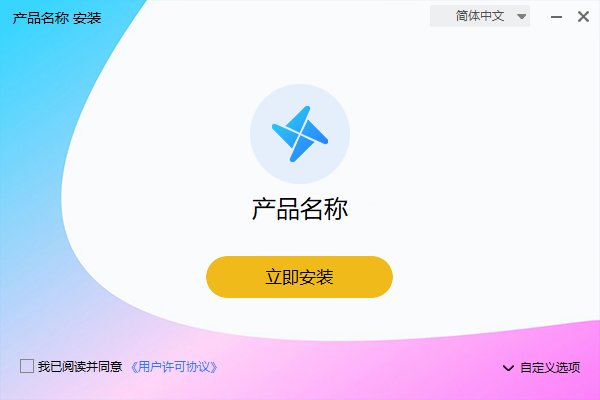 产品名称 安装
简体中文
产品名称
立即安装
我已阅读并同意 《用户许可协议》
自定义选项